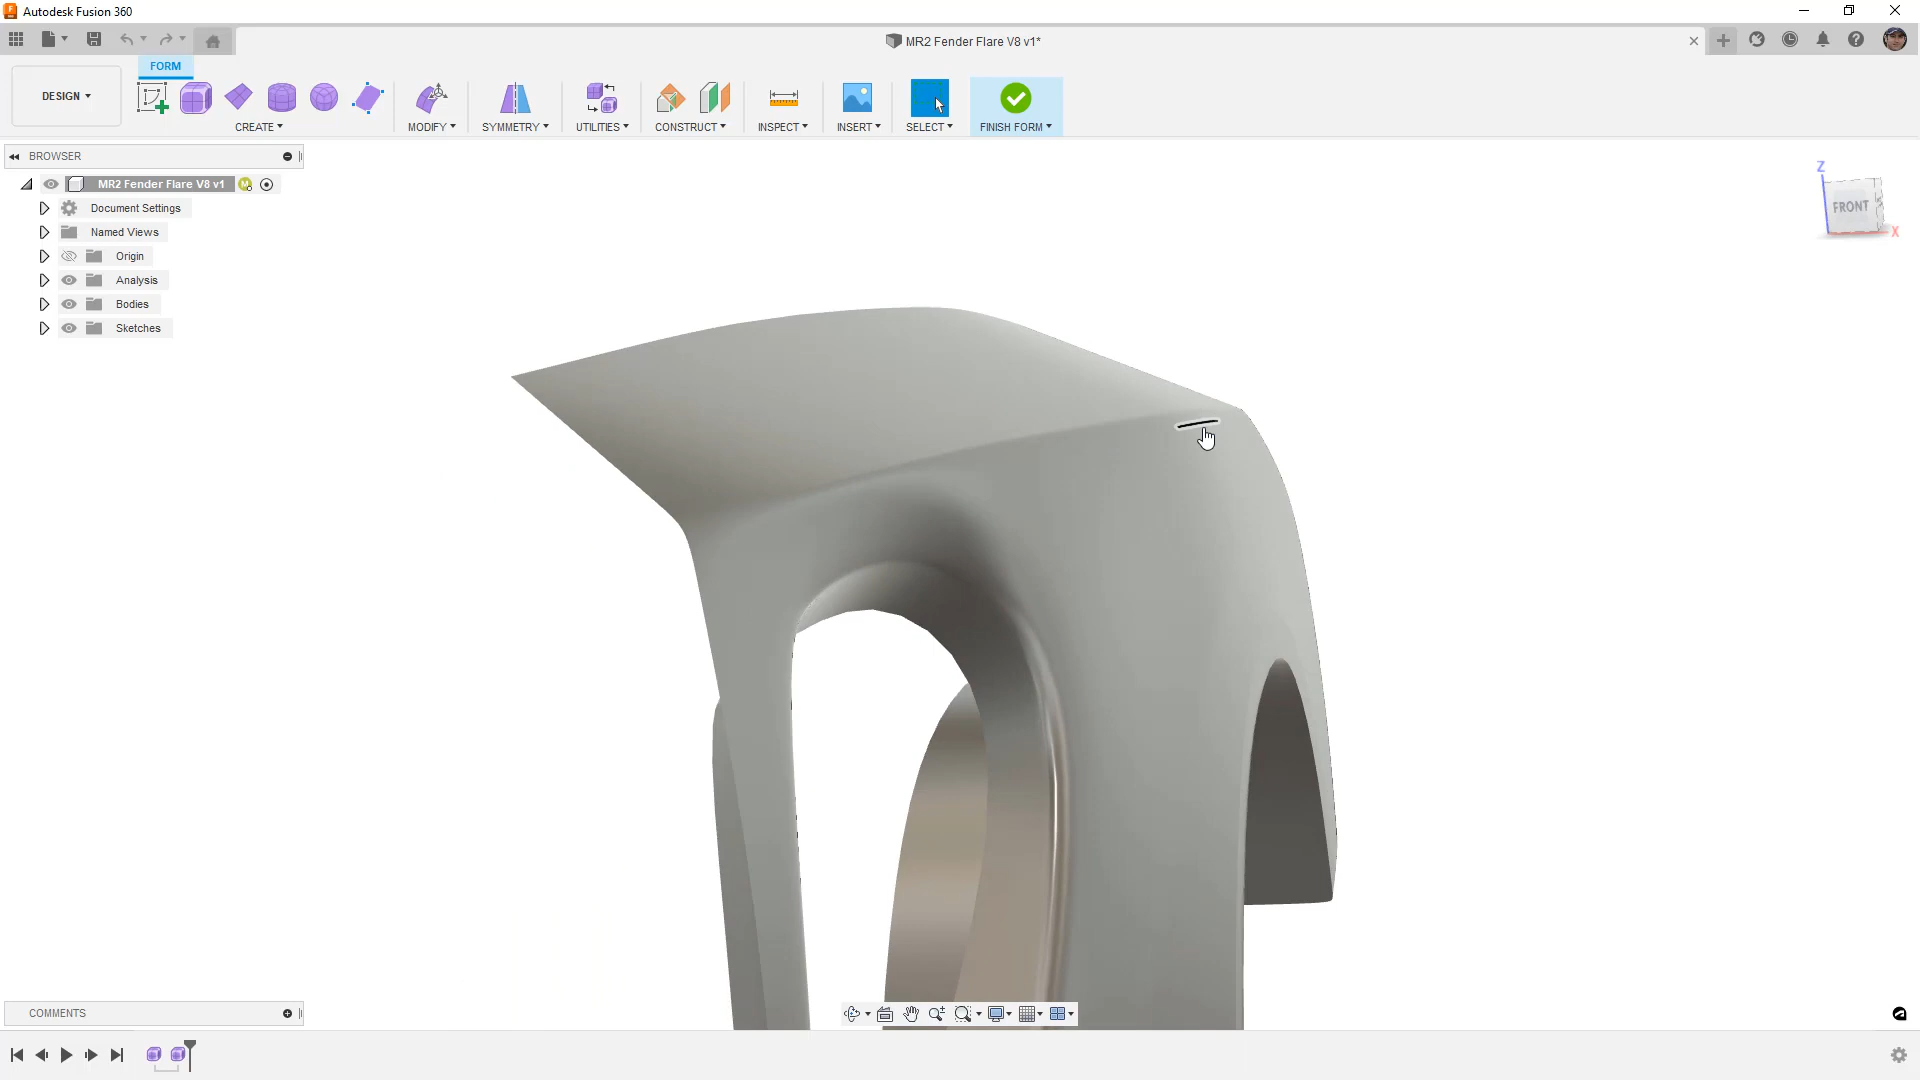 Autodesk Fusion 360
MR2 Fender Flare V8 v1*
FORM
DESIGN
CREATE
MODIFY
SYMMETRY
UTILITIES
CONSTRUCT
INSPECT
INSERT
SELECT
FINISH FORM
BROWSER
MR2 Fender Flare V8 v1
Document Settings
Named Views
Origin
Analysis
Bodies
Sketches
Z
FRONT
X
COMMENTS